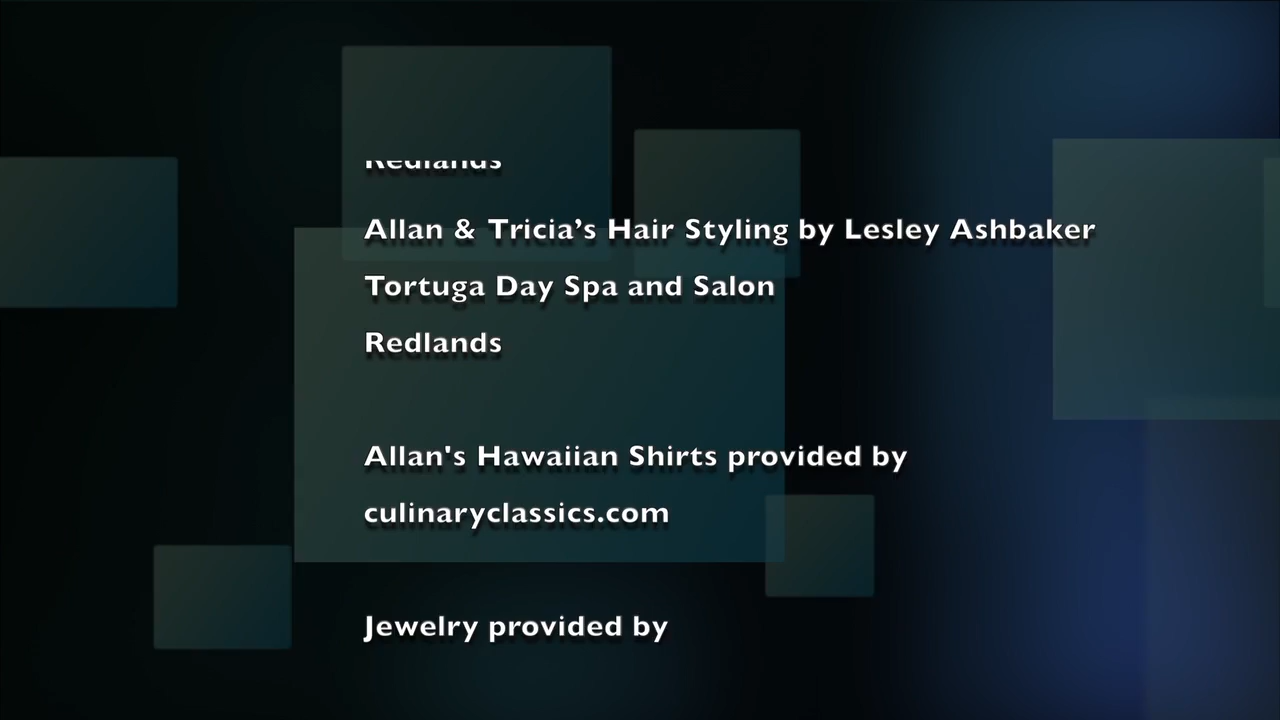 Redlands
Allan & Tricia’s Hair Styling by Lesley Ashbaker
Tortuga Day Spa and Salon
Redlands
Allan's Hawaiian Shirts provided by
culinaryclassics.com
Jewelry provided by